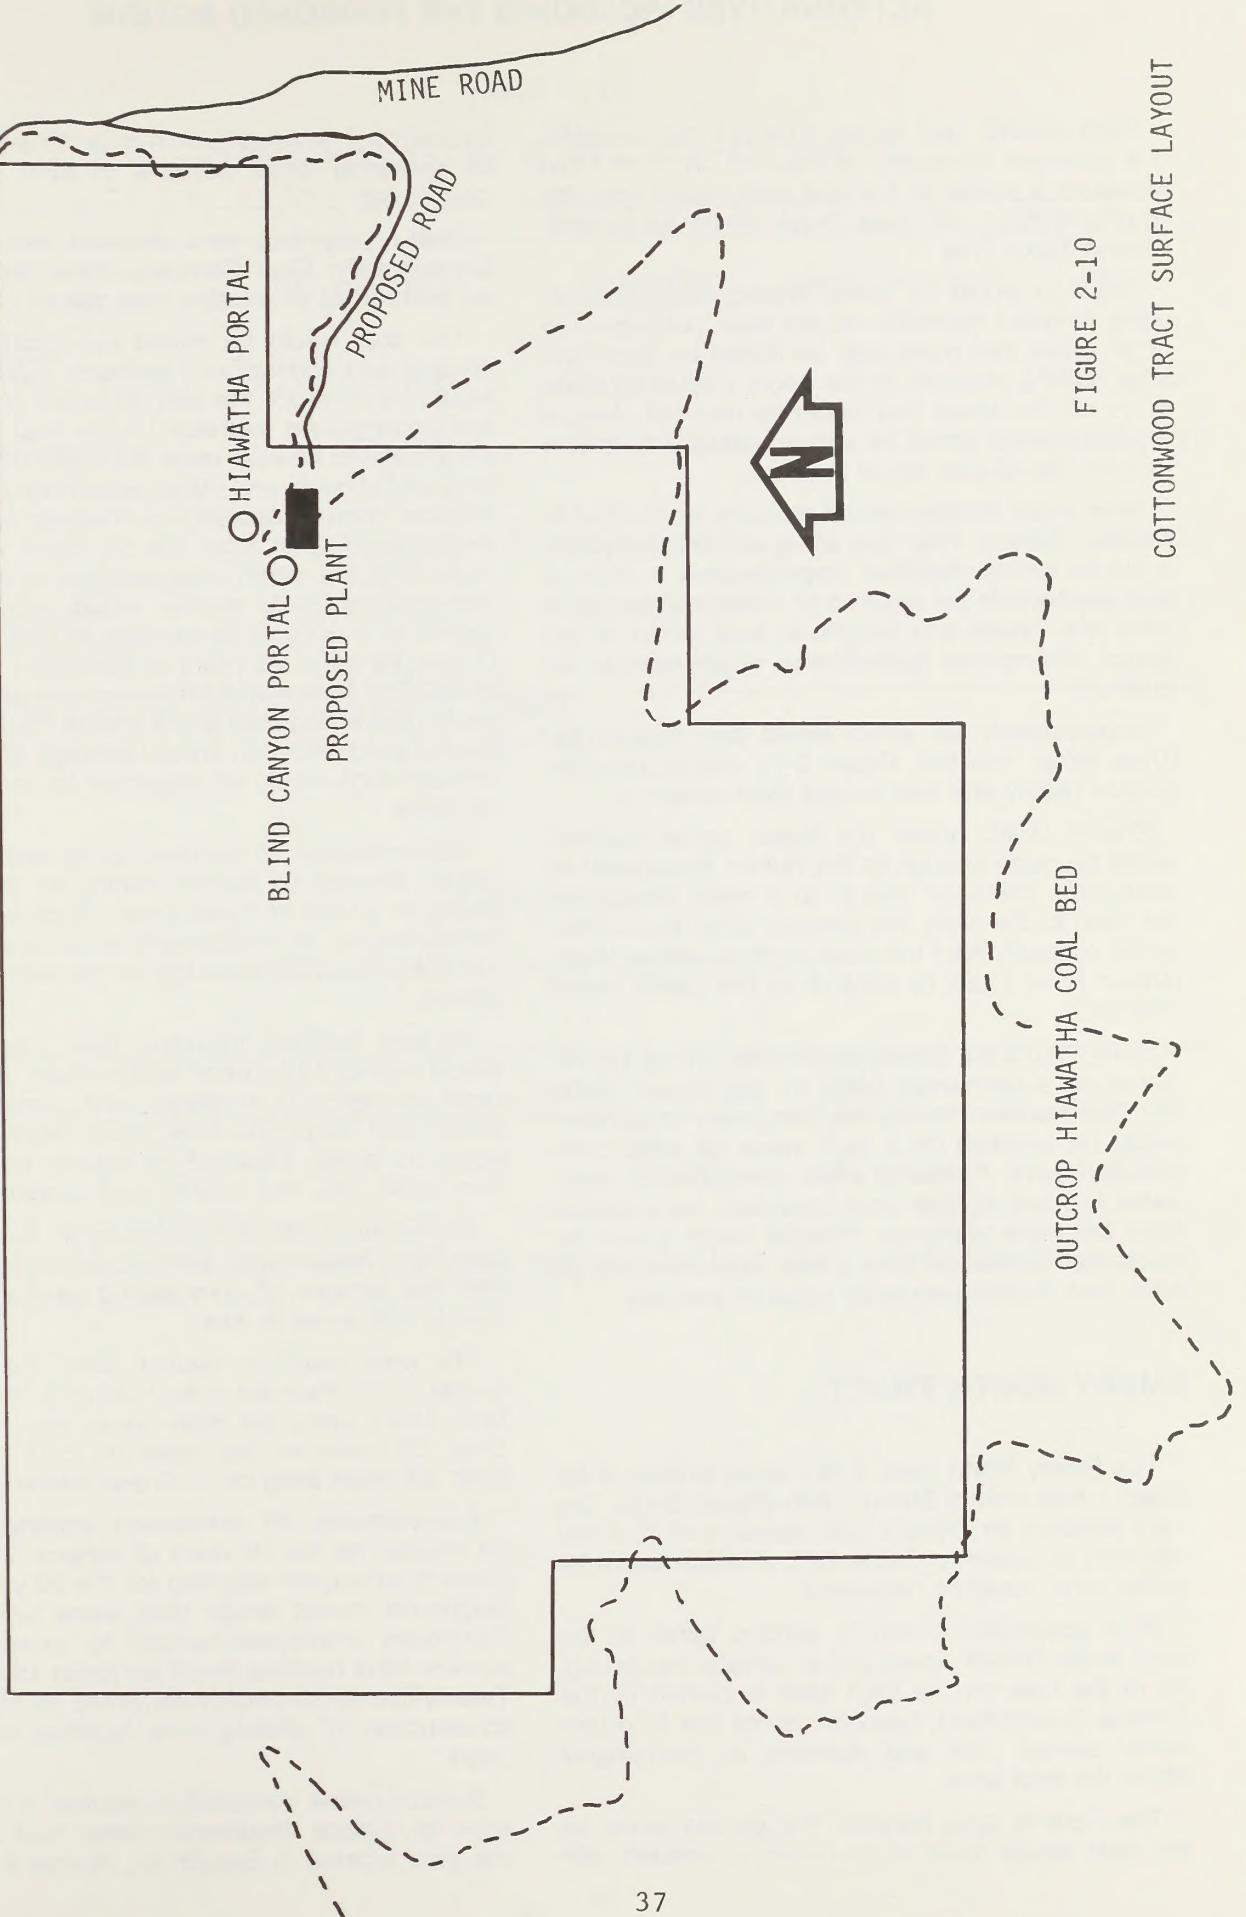 MINE ROAD
PROPOSED ROAD
HIAWATHA PORTAL
BLIND CANYON PORTAL
PROPOSED PLANT
N
OUTCROP HIAWATHA COAL BED
FIGURE 2-10
COTTONWOOD TRACT SURFACE LAYOUT
37